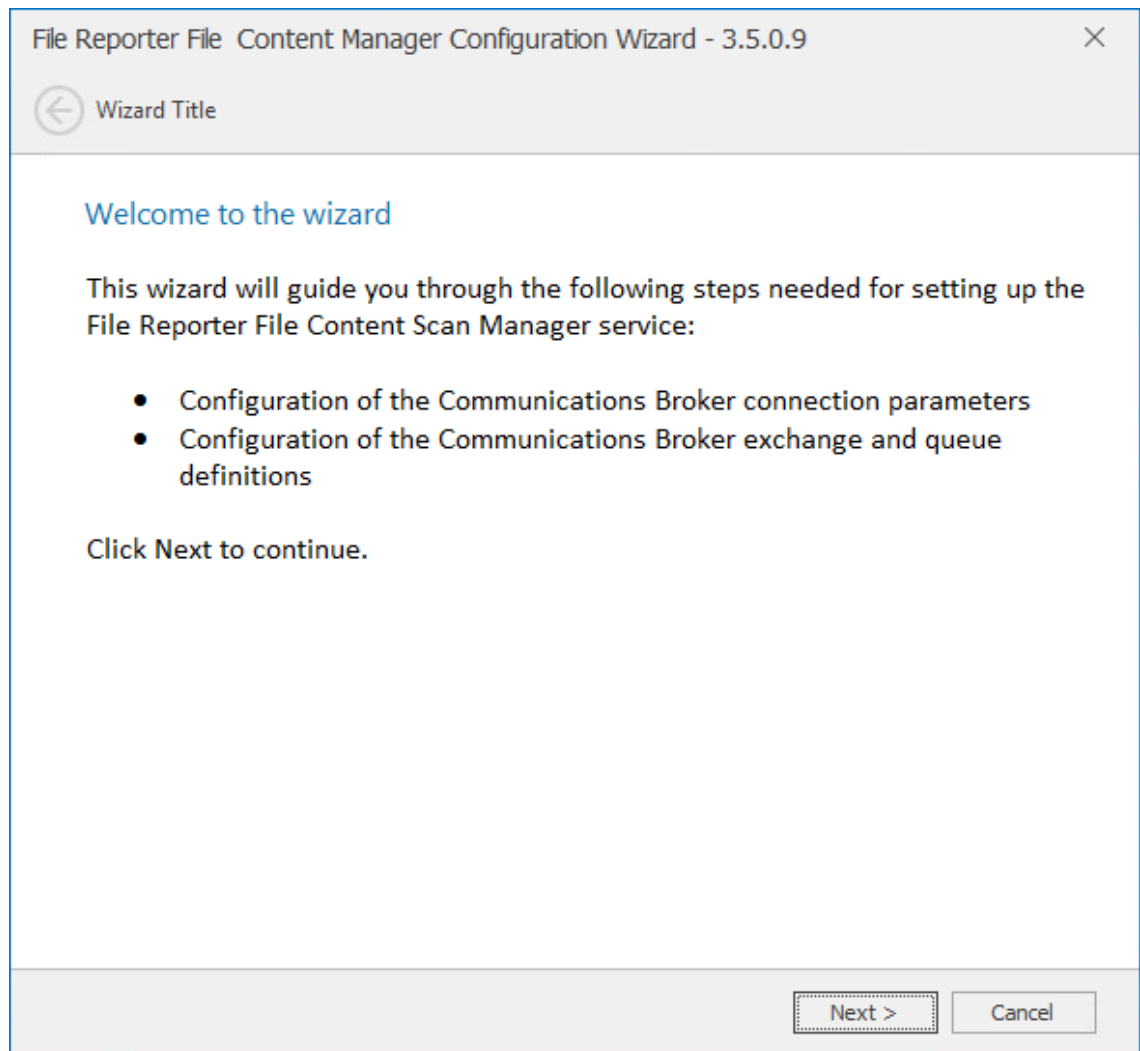 File Reporter File  Content Manager Configuration Wizard - 3.5.0.9
Wizard Title
Welcome to the wizard
This wizard will guide you through the following steps needed for setting up the
File Reporter File Content Scan Manager service:
• Configuration of the Communications Broker connection parameters
• Configuration of the Communications Broker exchange and queue
definitions
Click Next to continue.
Next > Cancel